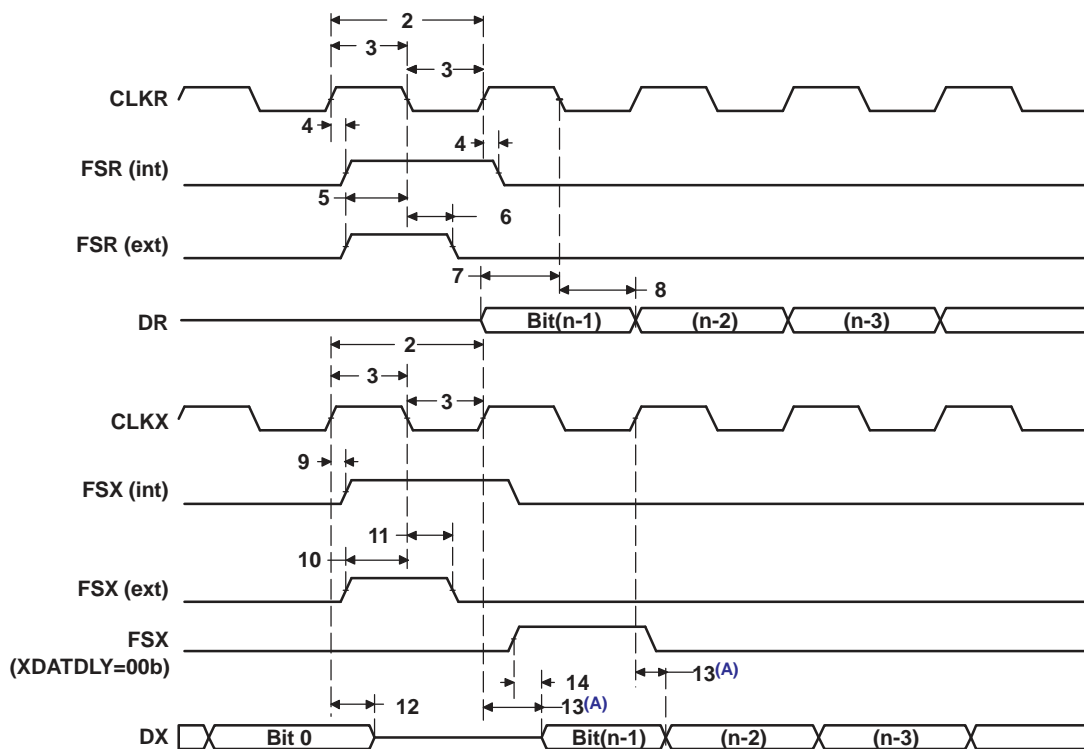 2
3
3
CLKR
4
4
FSR (int)
5
6
FSR (ext)
7
8
DR
Bit(n-1)
(n-2)
(n-3)
2
3
3
CLKX
9
FSX (int)
11
10
FSX (ext)
FSX
(XDATDLY=00b)
13(A)
14
12
13(A)
DX
Bit 0
Bit(n-1)
(n-2)
(n-3)